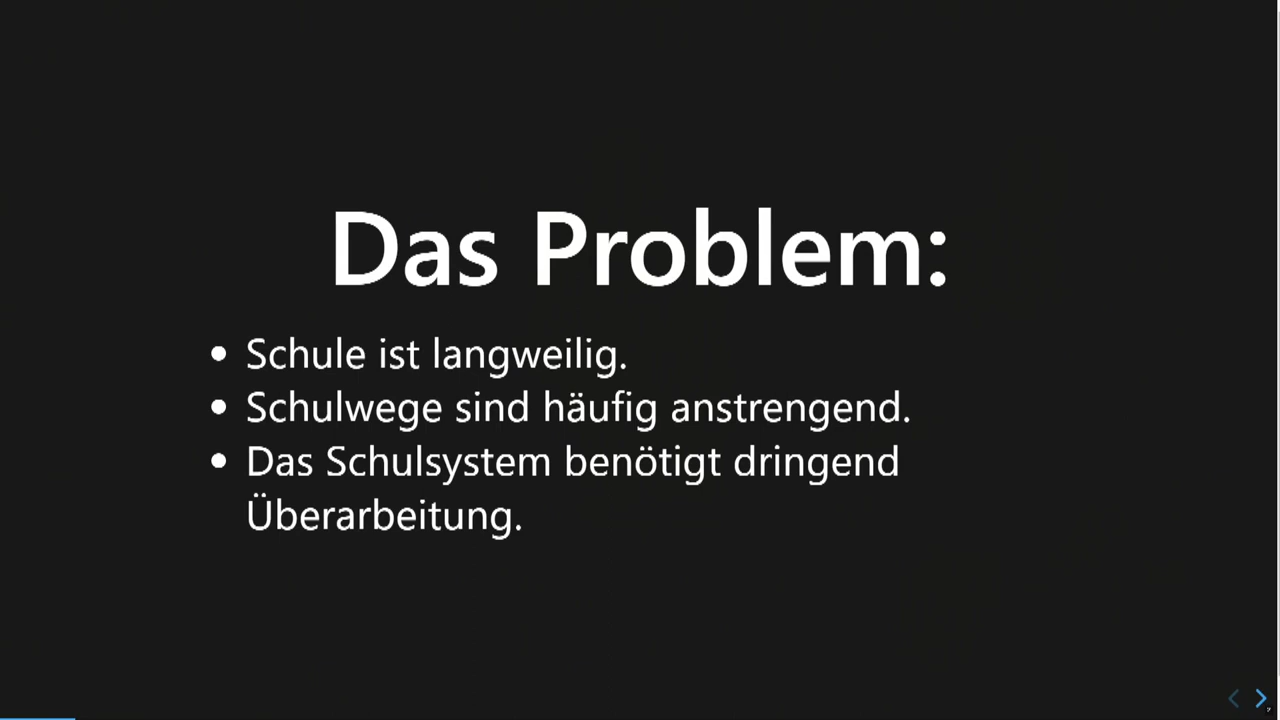 Das Problem:
• Schule ist langweilig.
• Schulwege sind häufig anstrengend.
• Das Schulsystem benötigt dringend
Überarbeitung.